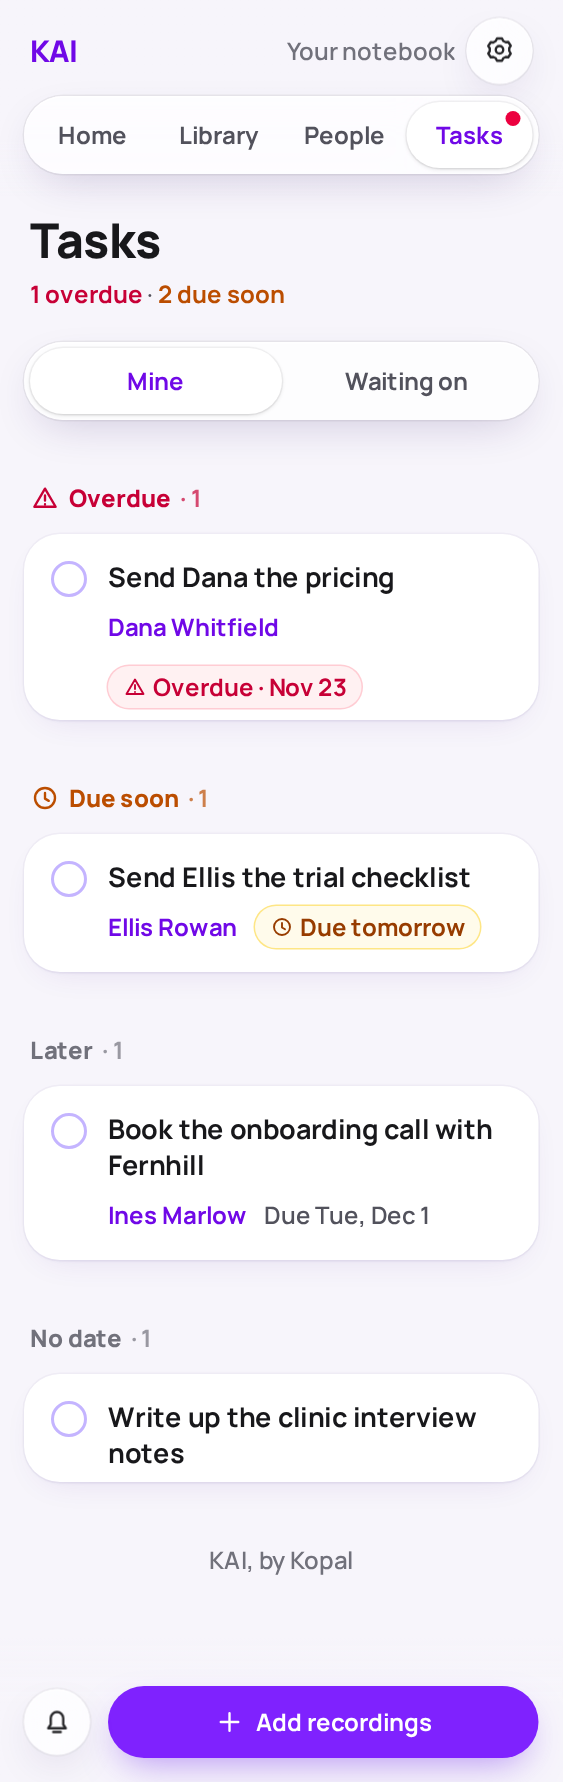 KAI
Your notebook
Home Library People Tasks
Tasks
1 overdue · 2 due soon
Mine Waiting on
Overdue · 1
Send Dana the pricing
Dana Whitfield
Overdue · Nov 23
Due soon · 1
Send Ellis the trial checklist
Ellis Rowan Due tomorrow
Later · 1
Book the onboarding call with
Fernhill
Ines Marlow Due Tue, Dec 1
No date · 1
Write up the clinic interview
notes
KAI, by Kopal
Add recordings